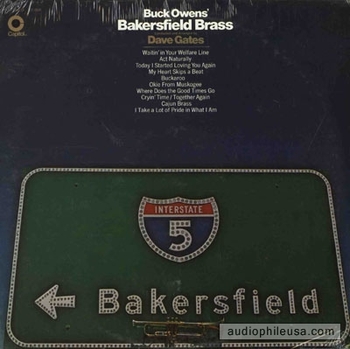 Capitol
Buck Owens'
Bakersfield Brass
Dave Gates
Waitin' in Your Welfare Line
Act Naturally
Today I Started Loving You Again
My Heart Skips a Beat
Buckaroo
Okie From Muskogee
Where Does the Good Times Go
Cryin' Time / Together Again
Cajun Brass
I Take a Lot of Pride in What I Am
INTERSTATE
5
Bakersfield
audiophileusa.com